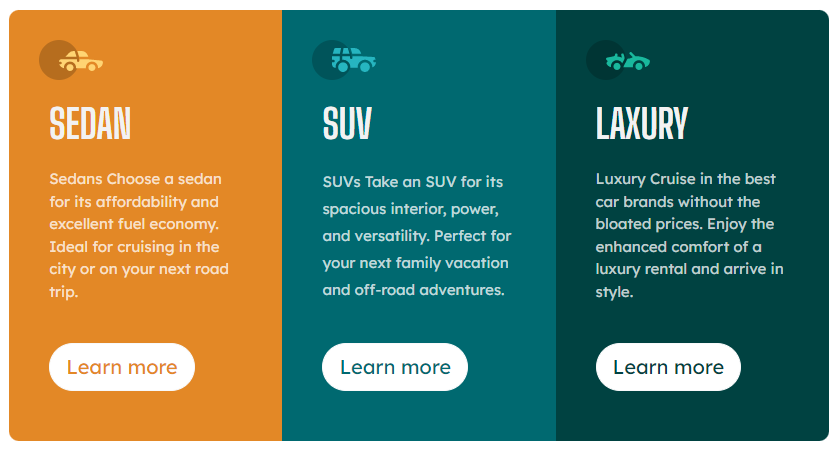 SEDAN
Sedans Choose a sedan
for its affordability and
excellent fuel economy.
Ideal for cruising in the
city or on your next road
trip.
Learn more
SUV
SUVs Take an SUV for its
spacious interior, power,
and versatility. Perfect for
your next family vacation
and off-road adventures.
Learn more
LAXURY
Luxury Cruise in the best
car brands without the
bloated prices. Enjoy the
enhanced comfort of a
luxury rental and arrive in
style.
Learn more